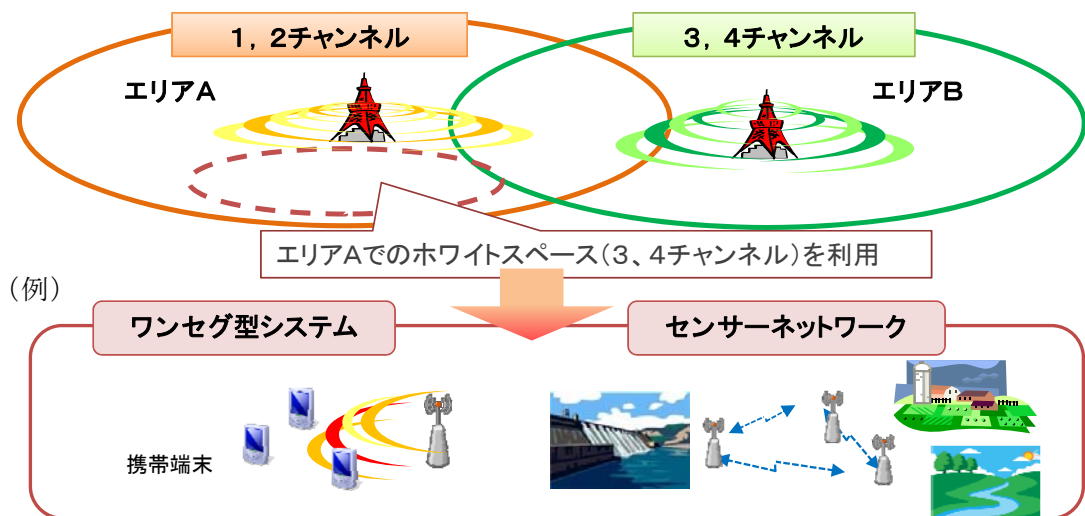 １，２チャンネル
３，４チャンネル
エリアＡ
エリアＢ
エリアＡでのホワイトスペース（３、４チャンネル）を利用
（例）
ワンセグ型システム
センサーネットワーク
携帯端末